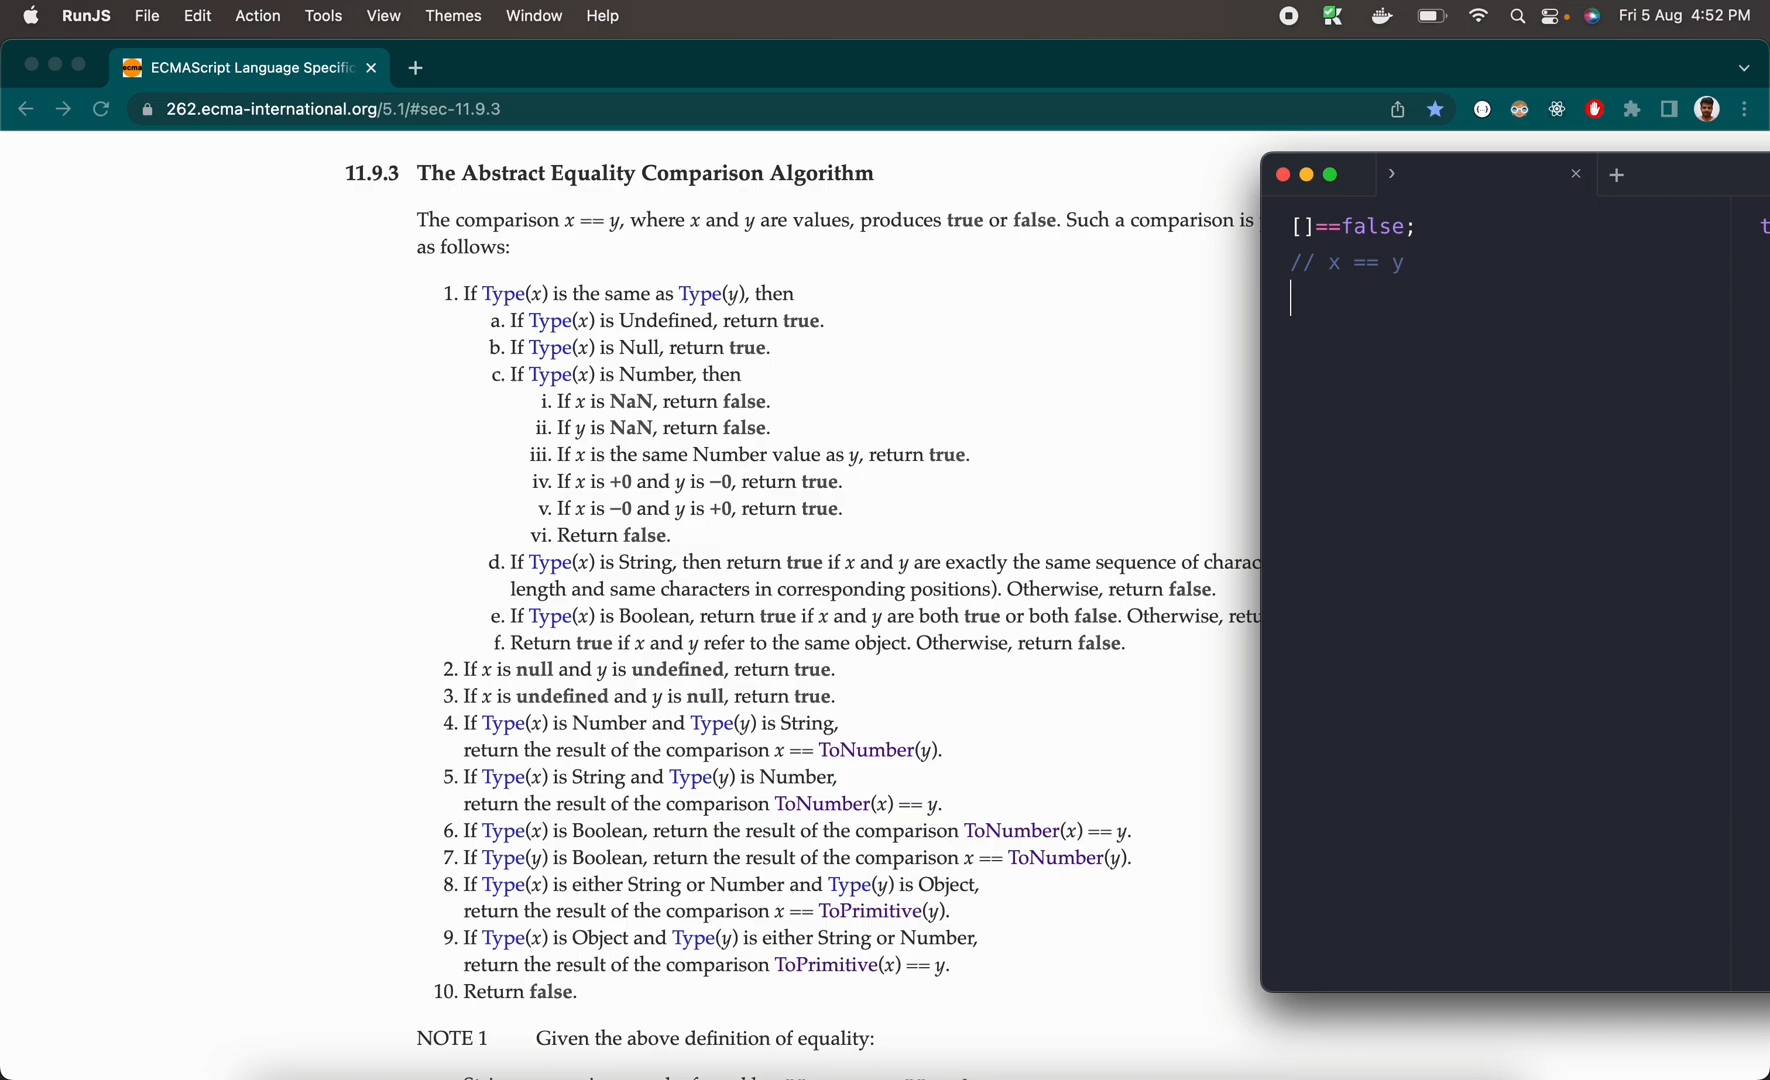 RunJS File Edit Action Tools View Themes Window Help Fri 5 Aug 4:52 PM
ecma ECMAScript Language Specific
262.ecma-international.org/5.1/#sec-11.9.3
11.9.3 The Abstract Equality Comparison Algorithm
The comparison x == y, where x and y are values, produces true or false. Such a comparison is
as follows:
1. If Type(x) is the same as Type(y), then
a. If Type(x) is Undefined, return true.
b. If Type(x) is Null, return true.
c. If Type(x) is Number, then
i. If x is NaN, return false.
ii. If y is NaN, return false.
iii. If x is the same Number value as y, return true.
iv. If x is +0 and y is −0, return true.
v. If x is −0 and y is +0, return true.
vi. Return false.
d. If Type(x) is String, then return true if x and y are exactly the same sequence of charac
length and same characters in corresponding positions). Otherwise, return false.
e. If Type(x) is Boolean, return true if x and y are both true or both false. Otherwise, retu
f. Return true if x and y refer to the same object. Otherwise, return false.
2. If x is null and y is undefined, return true.
3. If x is undefined and y is null, return true.
4. If Type(x) is Number and Type(y) is String,
return the result of the comparison x == ToNumber(y).
5. If Type(x) is String and Type(y) is Number,
return the result of the comparison ToNumber(x) == y.
6. If Type(x) is Boolean, return the result of the comparison ToNumber(x) == y.
7. If Type(y) is Boolean, return the result of the comparison x == ToNumber(y).
8. If Type(x) is either String or Number and Type(y) is Object,
return the result of the comparison x == ToPrimitive(y).
9. If Type(x) is Object and Type(y) is either String or Number,
return the result of the comparison ToPrimitive(x) == y.
10. Return false.
NOTE 1 Given the above definition of equality:
[]==false;
// x == y
t